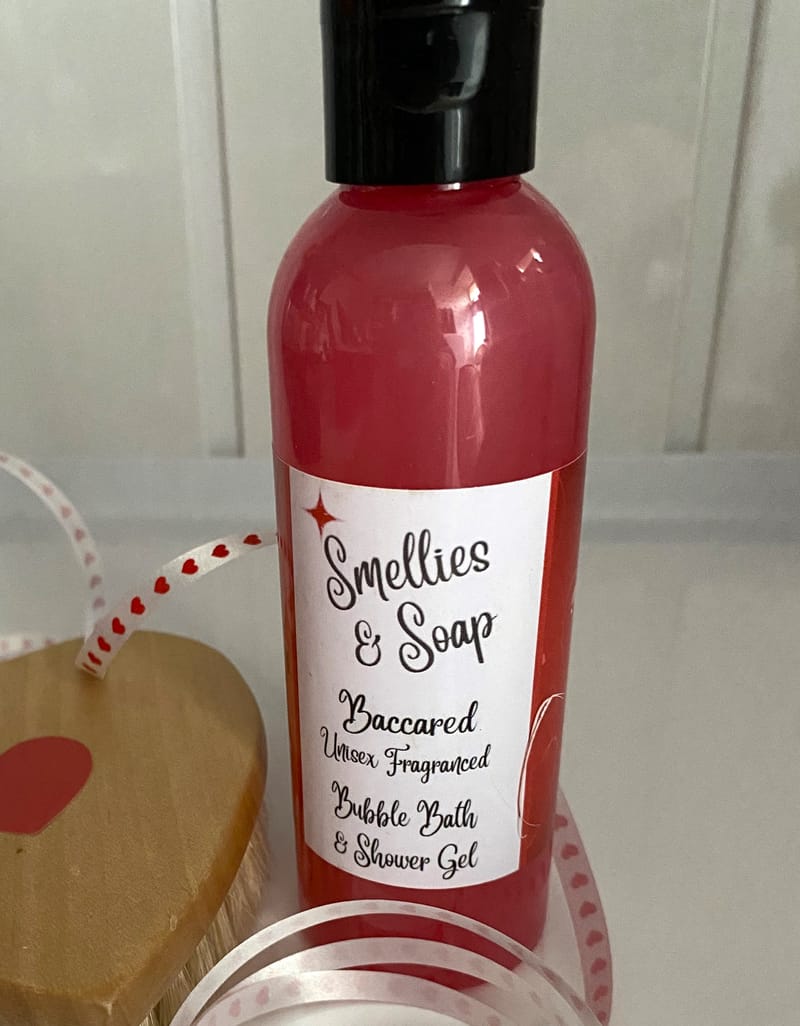 Smellies
& Soap
Baccared
Unisex Fragranced
Bubble Bath
& Shower Gel